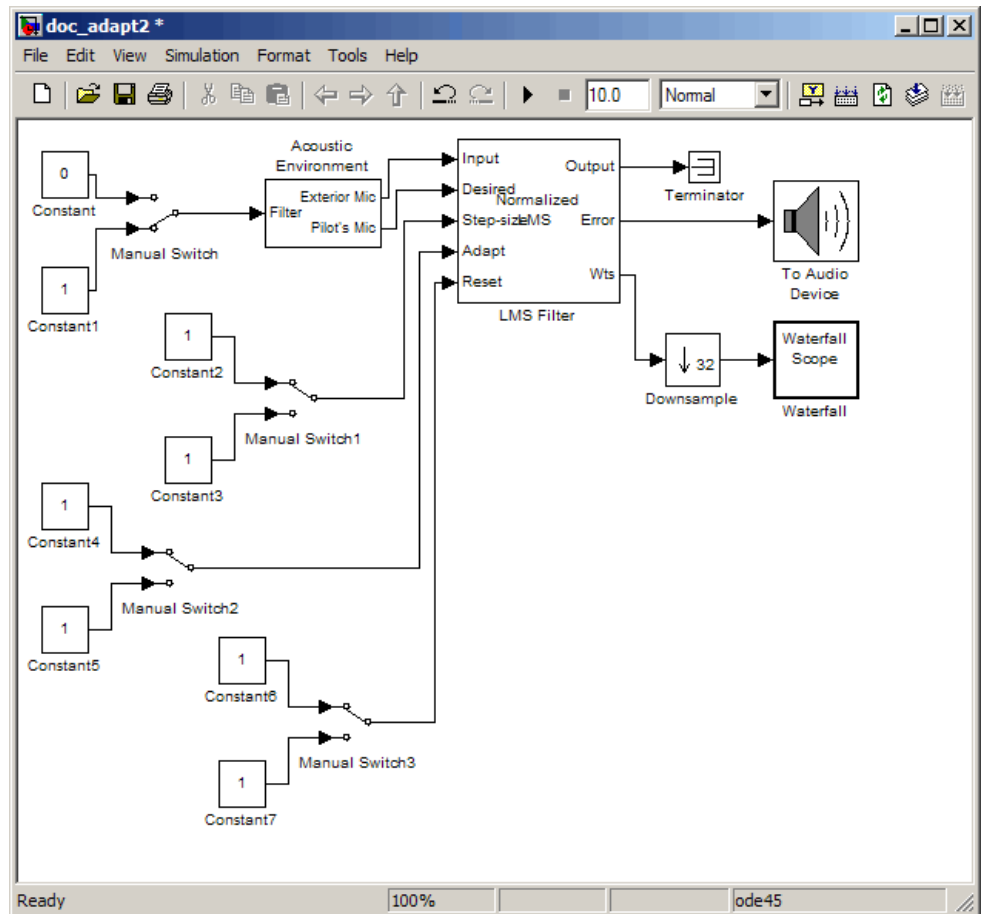 doc_adapt2 *
File Edit View Simulation Format Tools Help
10.0 Normal
0
Constant
1
Constant1
Manual Switch
Acoustic
Environment
Filter
Exterior Mic
Pilot's Mic
1
Constant2
1
Constant3
Manual Switch1
1
Constant4
1
Constant5
Manual Switch2
1
Constant6
1
Constant7
Manual Switch3
Input
Desired
Step-size
Adapt
Reset
Normalized
LMS
Output
Error
Wts
LMS Filter
Terminator
To Audio
Device
32
Downsample
Waterfall
Scope
Waterfall
Ready 100% ode45